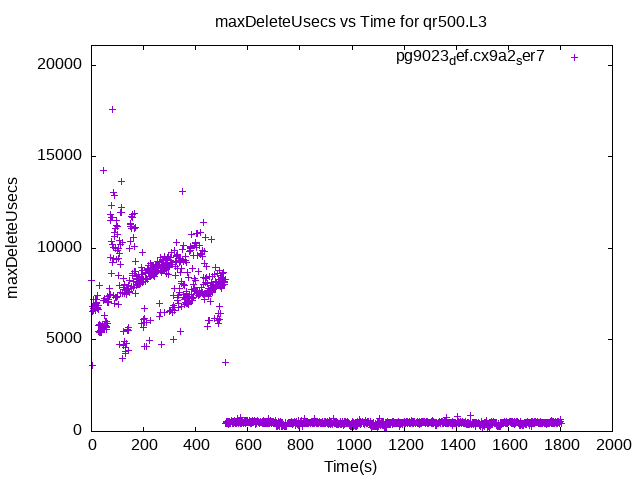 maxDeleteUsecs vs Time for qr500.L3
pg9023def.cx9a2ser7
20000
15000
10000
5000
0
maxDeleteUsecs
0 200 400 600 800 1000 1200 1400 1600 1800 2000
Time(s)